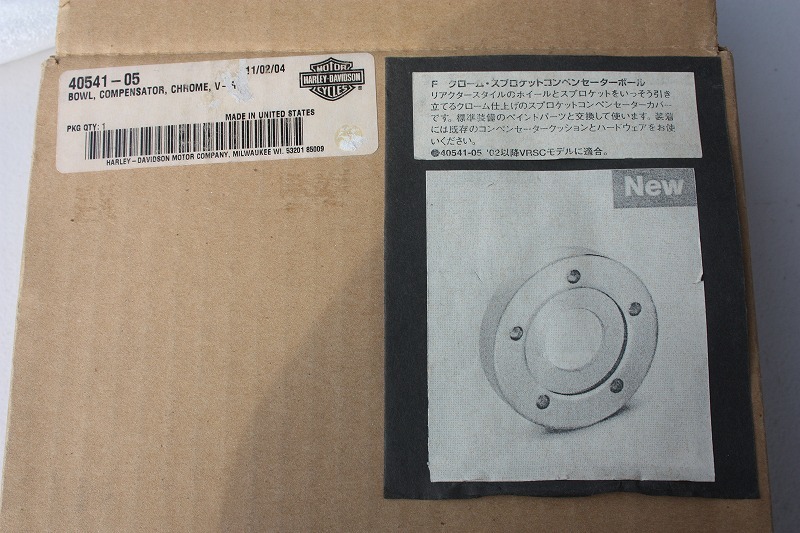 40541-05
11/02/04
BOWL, COMPENSATOR, CHROME, V-
MOTOR
HARLEY-DAVIDSON
CYCLES
MADE IN UNITED STATES
PKG QTY: 1
HARLEY-DAVIDSON MOTOR COMPANY, MILWAUKEE WI. 53201 85009
F クローム・スプロケットコンペンセーターボール
リアクタースタイルのホイールとスプロケットをいっそう引き
立てるクローム仕上げのスプロケットコンペンセーターカバー
です。標準装備のペイントパーツと交換して使います。装着
には既存のコンペンセータークッションとハードウェアをお使
いください。
●40541-05 '02以降VRSCモデルに適合。
New